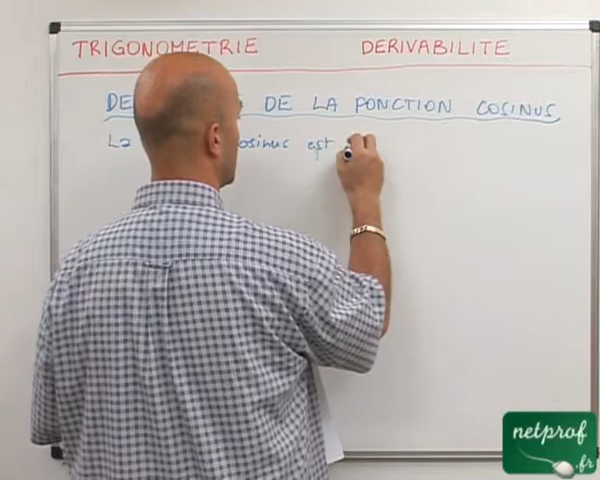 TRIGONOMETRIE DERIVABILITE
DE LA FONCTION COSINUS
La osinus est
netprof
.fr